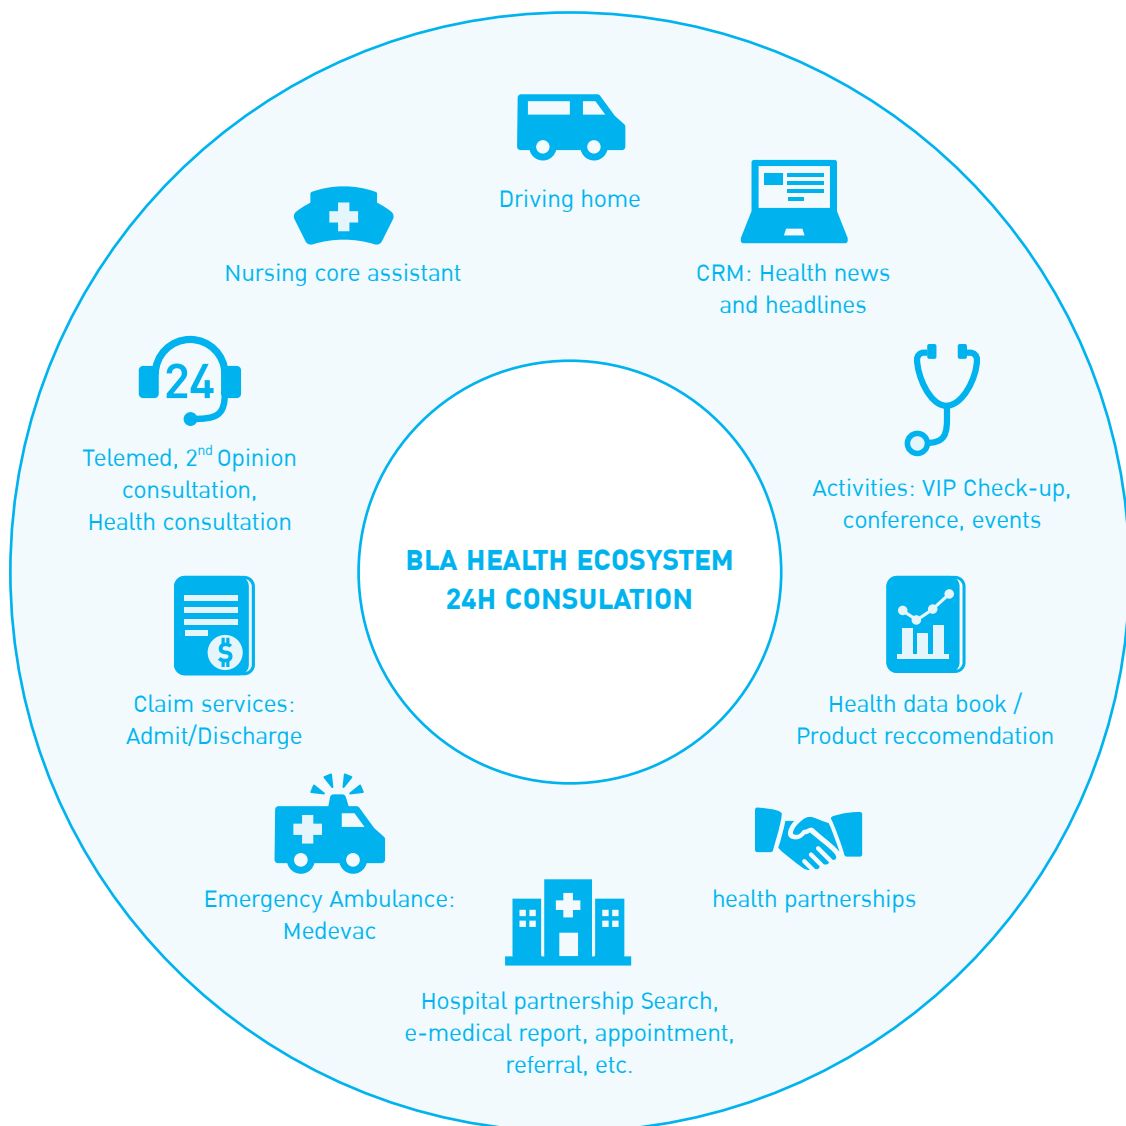 Driving home
CRM: Health news
and headlines
Nursing core assistant
24
Telemed, 2nd Opinion
consultation,
Health consultation
Activities: VIP Check-up,
conference, events
BLA HEALTH ECOSYSTEM
24H CONSULATION
$
Claim services:
Admit/Discharge
Health data book /
Product reccomendation
Emergency Ambulance:
Medevac
health partnerships
Hospital partnership Search,
e-medical report, appointment,
referral, etc.